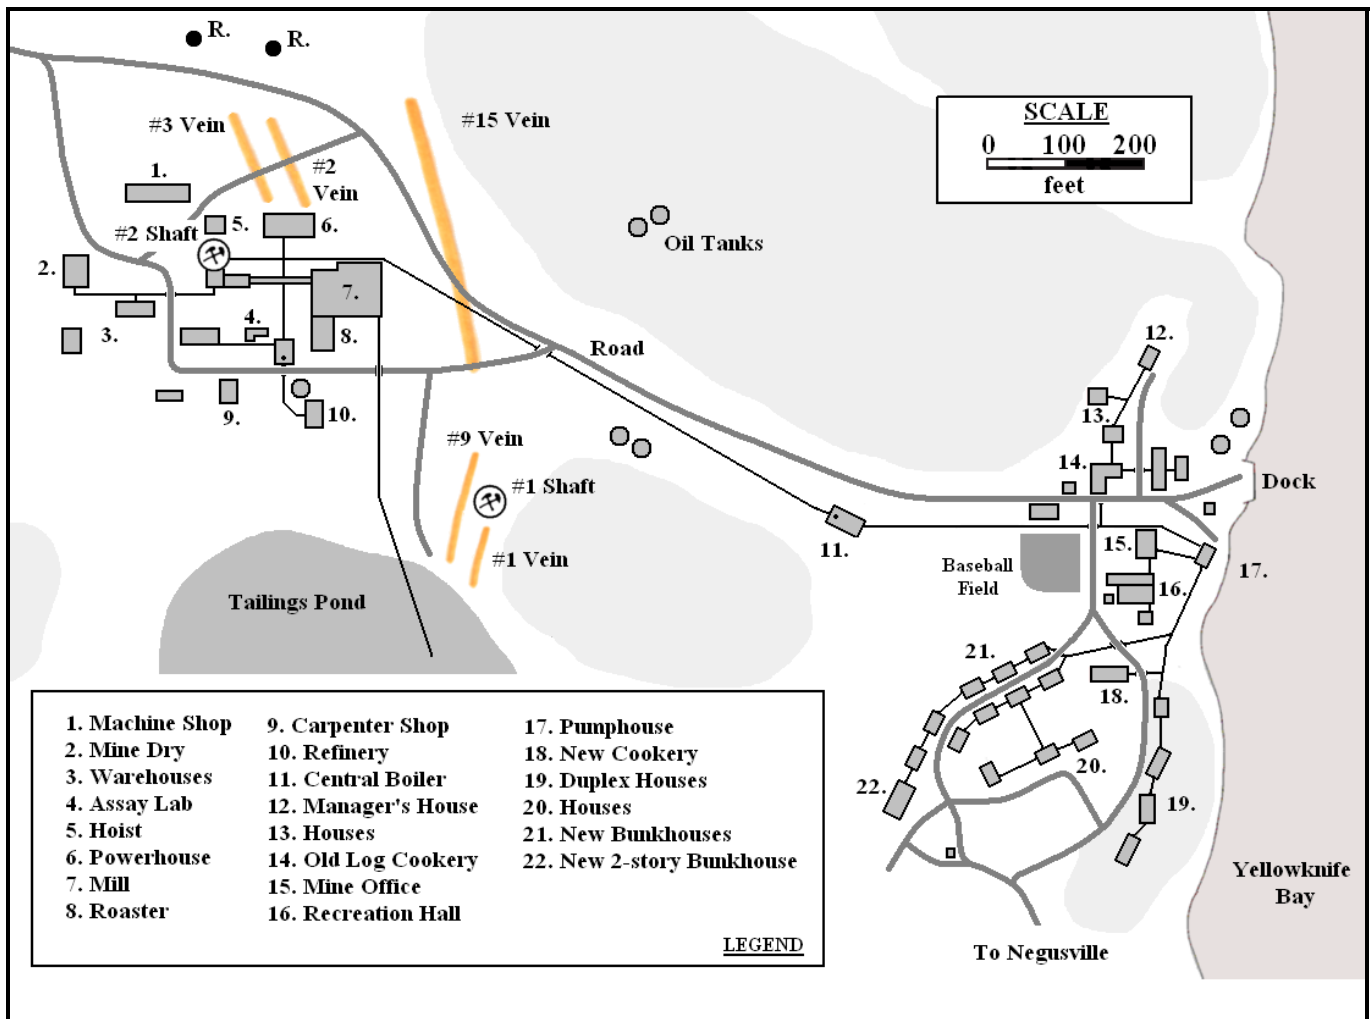 R.
R.
#3 Vein
#15 Vein
SCALE
0 100 200
feet
1.
#2
Vein
#2 Shaft
5.
6.
Oil Tanks
2.
7.
3.
4.
8.
Road
12.
9.
10.
13.
#9 Vein
14.
#1 Shaft
Dock
11.
15.
#1 Vein
Baseball
Field
17.
16.
Tailings Pond
21.
18.
20.
22.
19.
Yellowknife
Bay
To Negusville
1. Machine Shop
2. Mine Dry
3. Warehouses
4. Assay Lab
5. Hoist
6. Powerhouse
7. Mill
8. Roaster
9. Carpenter Shop
10. Refinery
11. Central Boiler
12. Manager's House
13. Houses
14. Old Log Cookery
15. Mine Office
16. Recreation Hall
17. Pumphouse
18. New Cookery
19. Duplex Houses
20. Houses
21. New Bunkhouses
22. New 2-story Bunkhouse
LEGEND